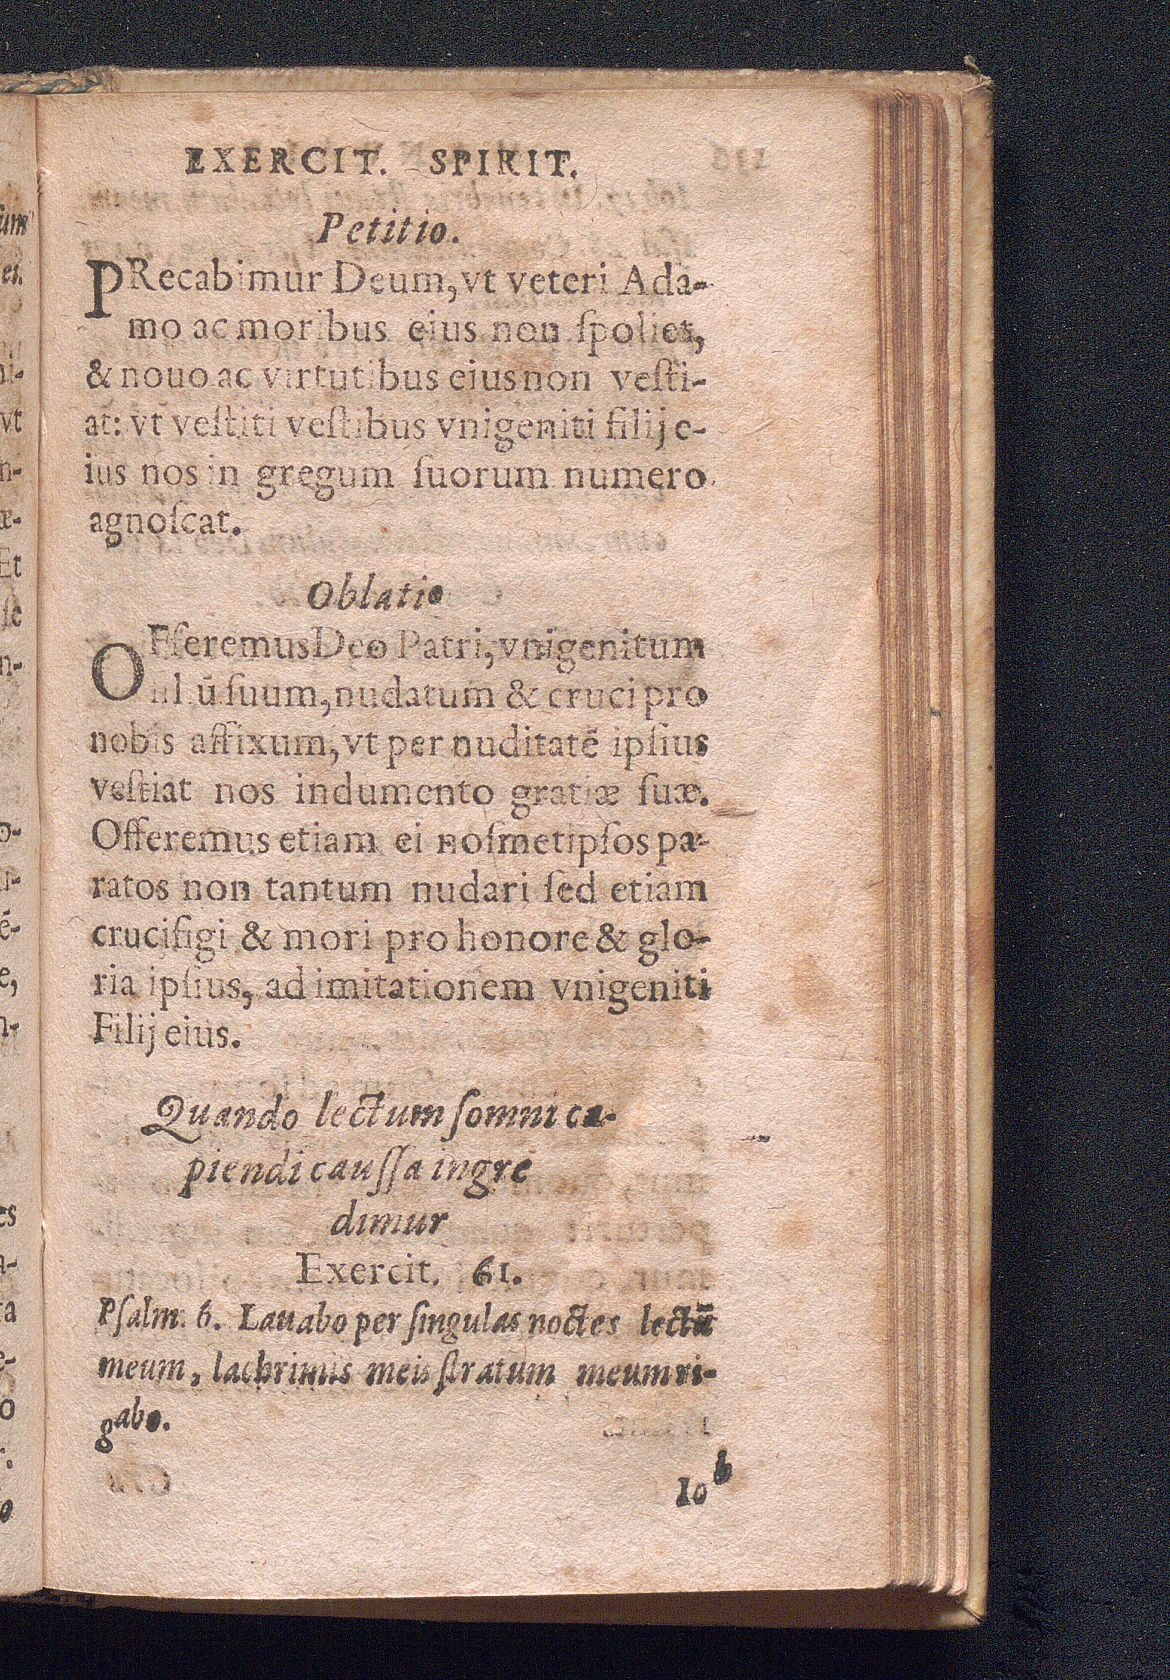 EXERCIT. SPIRIT.
Petitio.
PRecabimur Deum, vt veteri Ada-
mo ac moribus eius non ſpoliet,
& nouo ac virtutibus eius non veſti-
at: vt veſtiti veſtibus vnigeniti filij e-
ius nos in gregum ſuorum numero
agnoſcat.
Oblatio
OFferemus Deo Patri, vnigenitum
ſuum, nudatum & cruci pro
nobis affixum, vt per nuditatē ipſius
veſtiat nos indumento gratiæ ſuæ.
Offeremus etiam ei noſmetipſos pa-
ratos non tantum nudari ſed etiam
crucifigi & mori pro honore & glo-
ria ipſius, ad imitationem vnigeniti
Filij eius.
Quando lectum ſomni ca-
piendi cauſſa ingre
dimur
Exercit. 61.
Pſalm. 6. Lauabo per ſingulas noctes lectū
meum, lachrimis meis ſtratum meum ri-
gabo.
Iob